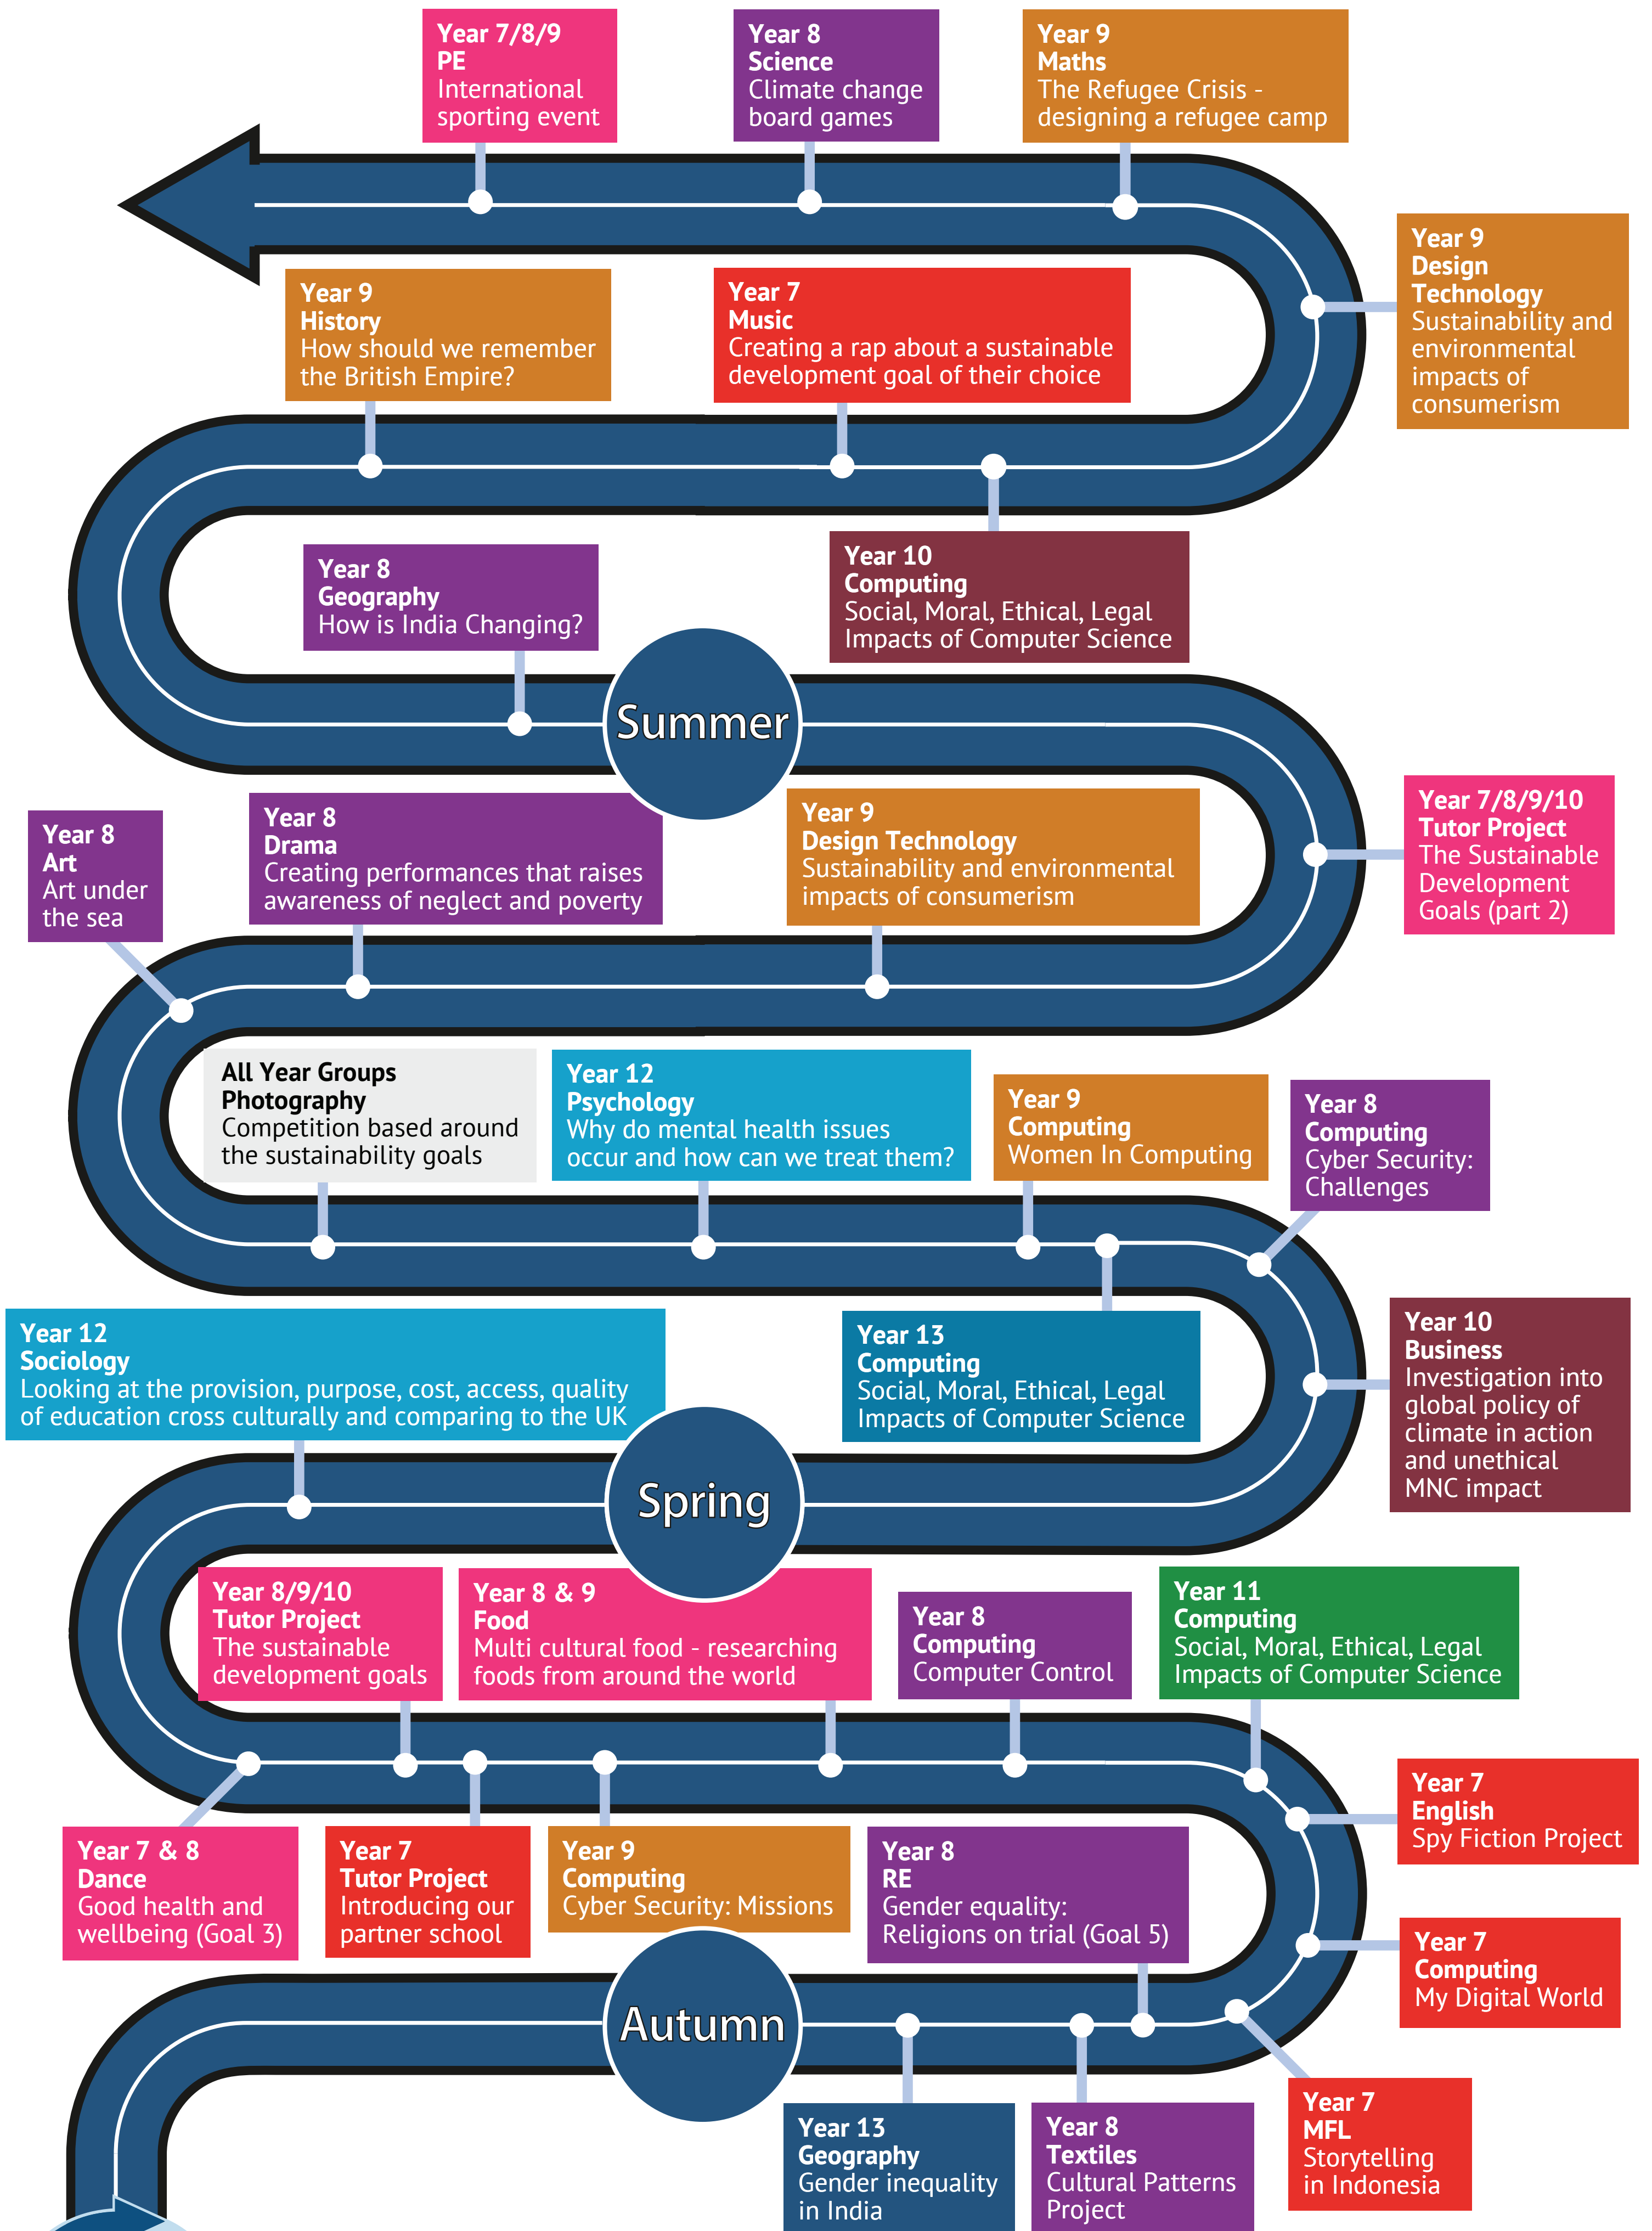 Year 7/8/9
PE
International
sporting event
Year 8
Science
Climate change
board games
Year 9
Maths
The Refugee Crisis -
designing a refugee camp
Year 9
Design
Technology
Sustainability and
environmental
impacts of
consumerism
Year 9
History
How should we remember
the British Empire?
Year 7
Music
Creating a rap about a sustainable
development goal of their choice
Year 8
Geography
How is India Changing?
Year 10
Computing
Social, Moral, Ethical, Legal
Impacts of Computer Science
Summer
Year 7/8/9/10
Tutor Project
The Sustainable
Development
Goals (part 2)
Year 8
Art
Art under
the sea
Year 8
Drama
Creating performances that raises
awareness of neglect and poverty
Year 9
Design Technology
Sustainability and environmental
impacts of consumerism
All Year Groups
Photography
Competition based around
the sustainability goals
Year 12
Psychology
Why do mental health issues
occur and how can we treat them?
Year 9
Computing
Women In Computing
Year 8
Computing
Cyber Security:
Challenges
Year 12
Sociology
Looking at the provision, purpose, cost, access, quality
of education cross culturally and comparing to the UK
Year 13
Computing
Social, Moral, Ethical, Legal
Impacts of Computer Science
Year 10
Business
Investigation into
global policy of
climate in action
and unethical
MNC impact
Spring
Year 8/9/10
Tutor Project
The sustainable
development goals
Year 8 & 9
Food
Multi cultural food - researching
foods from around the world
Year 8
Computing
Computer Control
Year 11
Computing
Social, Moral, Ethical, Legal
Impacts of Computer Science
Year 7
English
Spy Fiction Project
Year 7 & 8
Dance
Good health and
wellbeing (Goal 3)
Year 7
Tutor Project
Introducing our
partner school
Year 9
Computing
Cyber Security: Missions
Year 8
RE
Gender equality:
Religions on trial (Goal 5)
Year 7
Computing
My Digital World
Autumn
Year 13
Geography
Gender inequality
in India
Year 8
Textiles
Cultural Patterns
Project
Year 7
MFL
Storytelling
in Indonesia